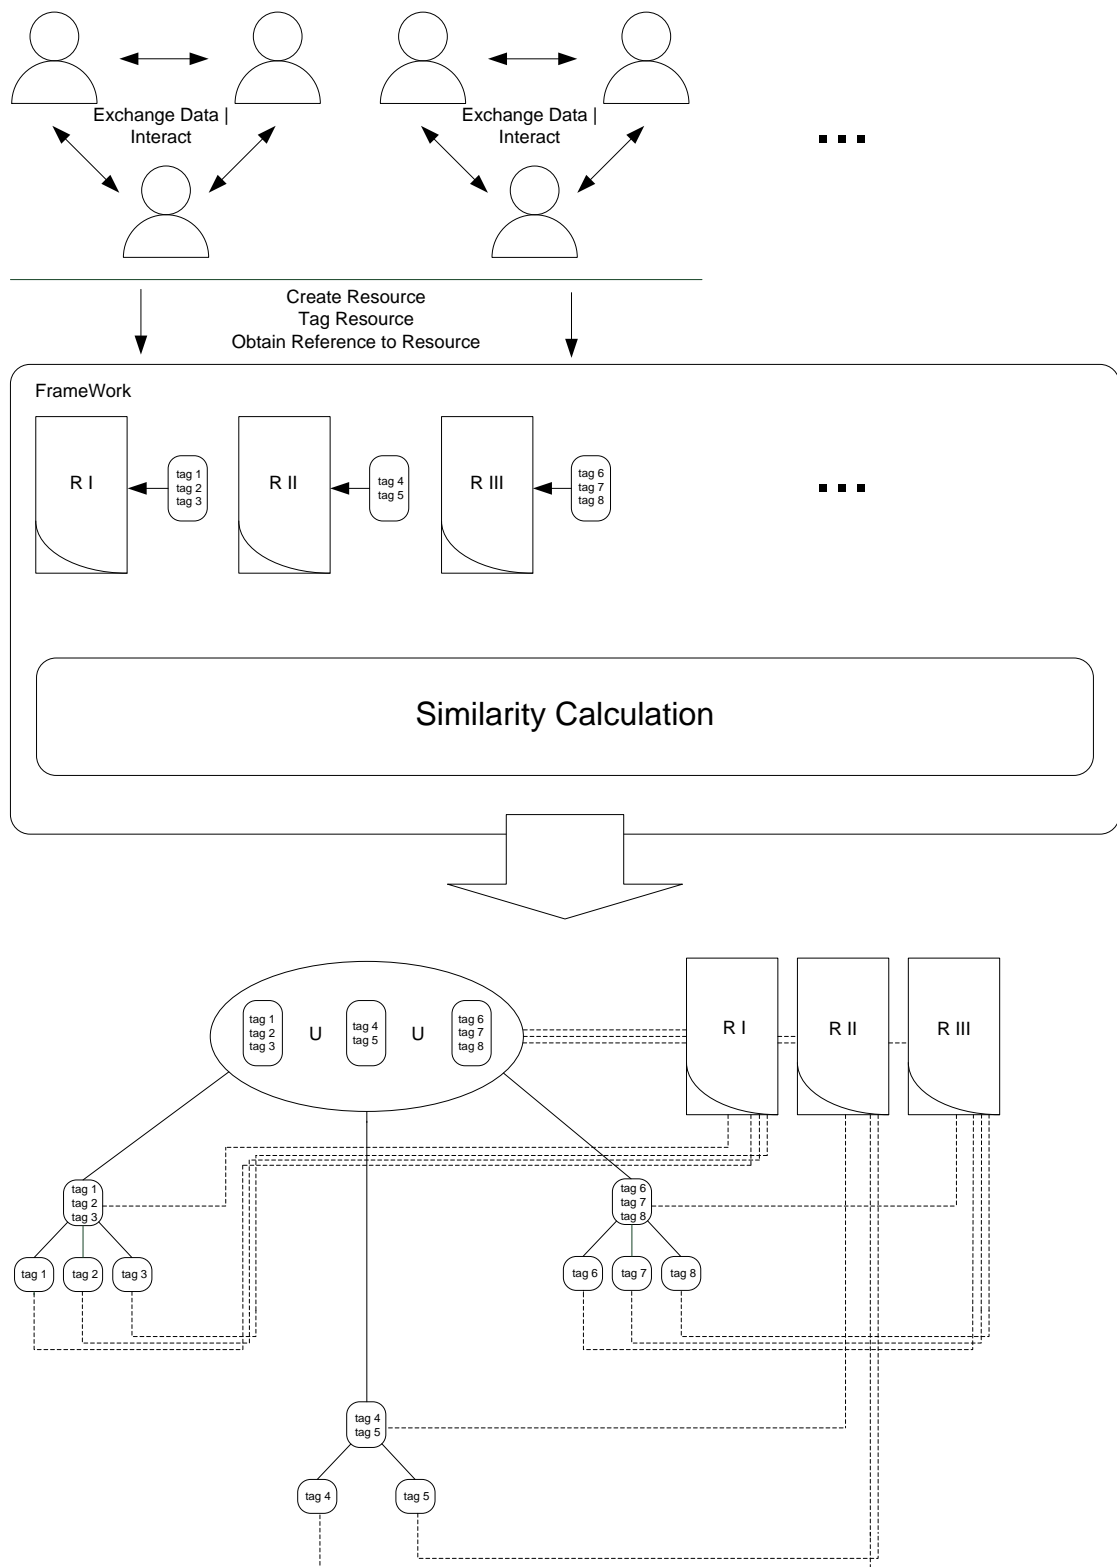 Exchange Data |
Interact
Exchange Data |
Interact
...
Create Resource
Tag Resource
Obtain Reference to Resource
FrameWork
R I
tag 1
tag 2
tag 3
R II
tag 4
tag 5
R III
tag 6
tag 7
tag 8
...
Similarity Calculation
tag 1
tag 2
tag 3
U
tag 4
tag 5
U
tag 6
tag 7
tag 8
R I
R II
R III
tag 1
tag 2
tag 3
tag 6
tag 7
tag 8
tag 1
tag 2
tag 3
tag 6
tag 7
tag 8
tag 4
tag 5
tag 4
tag 5